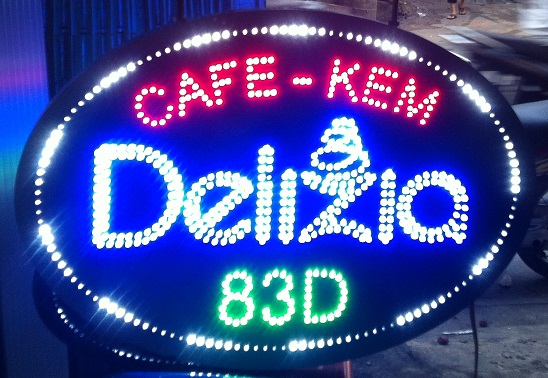 CAFE - KEM
Delizia
83D